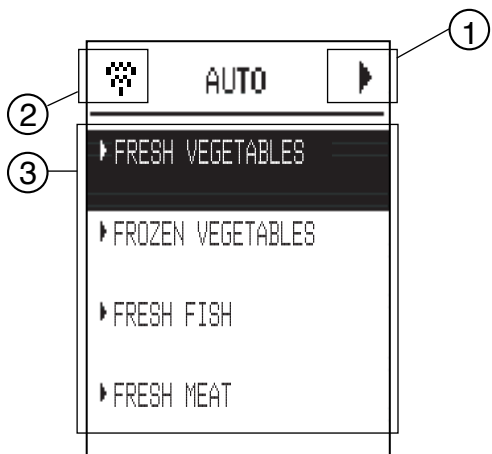 1
AUTO
2
3
FRESH VEGETABLES
FROZEN VEGETABLES
FRESH FISH
FRESH MEAT